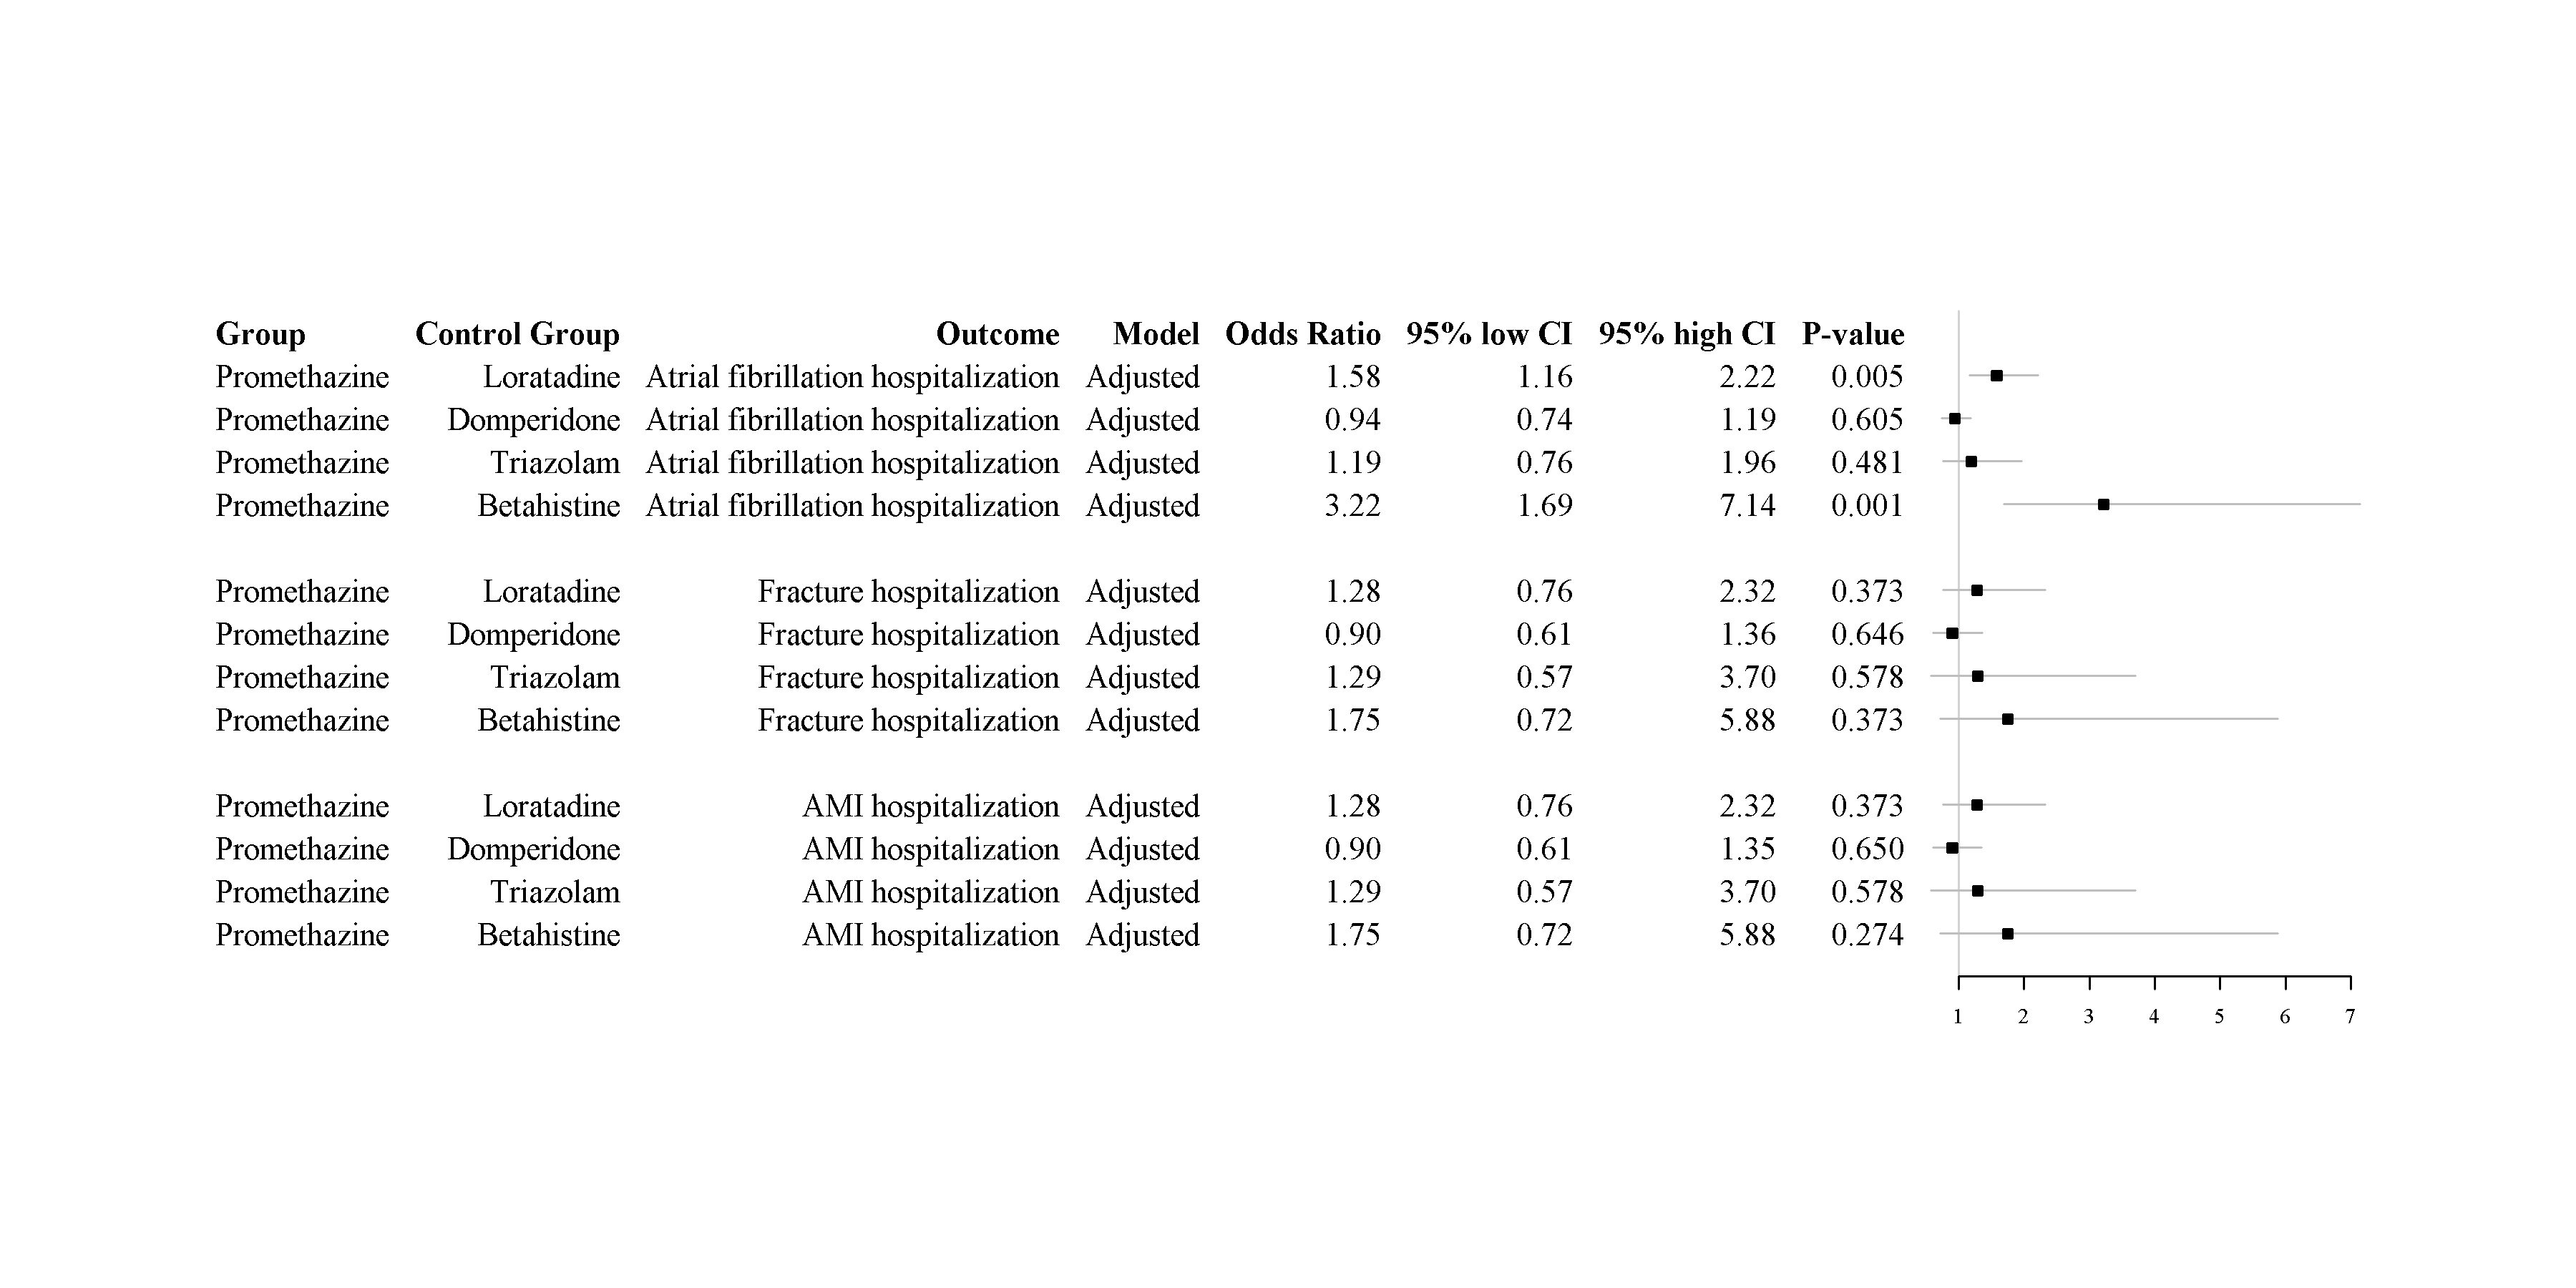 Group Control Group Outcome Model Odds Ratio 95% low CI 95% high CI P-value
Promethazine Loratadine Atrial fibrillation hospitalization Adjusted 1.58 1.16 2.22 0.005
Promethazine Domperidone Atrial fibrillation hospitalization Adjusted 0.94 0.74 1.19 0.605
Promethazine Triazolam Atrial fibrillation hospitalization Adjusted 1.19 0.76 1.96 0.481
Promethazine Betahistine Atrial fibrillation hospitalization Adjusted 3.22 1.69 7.14 0.001
Promethazine Loratadine Fracture hospitalization Adjusted 1.28 0.76 2.32 0.373
Promethazine Domperidone Fracture hospitalization Adjusted 0.90 0.61 1.36 0.646
Promethazine Triazolam Fracture hospitalization Adjusted 1.29 0.57 3.70 0.578
Promethazine Betahistine Fracture hospitalization Adjusted 1.75 0.72 5.88 0.373
Promethazine Loratadine AMI hospitalization Adjusted 1.28 0.76 2.32 0.373
Promethazine Domperidone AMI hospitalization Adjusted 0.90 0.61 1.35 0.650
Promethazine Triazolam AMI hospitalization Adjusted 1.29 0.57 3.70 0.578
Promethazine Betahistine AMI hospitalization Adjusted 1.75 0.72 5.88 0.274
1 2 3 4 5 6 7